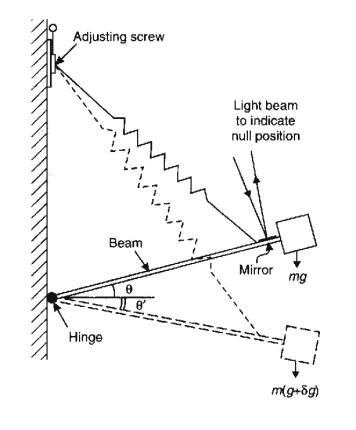 Adjusting screw
Light beam
to indicate
null position
Beam
Mirror
mg
θ
θ'
Hinge
m(g+δg)